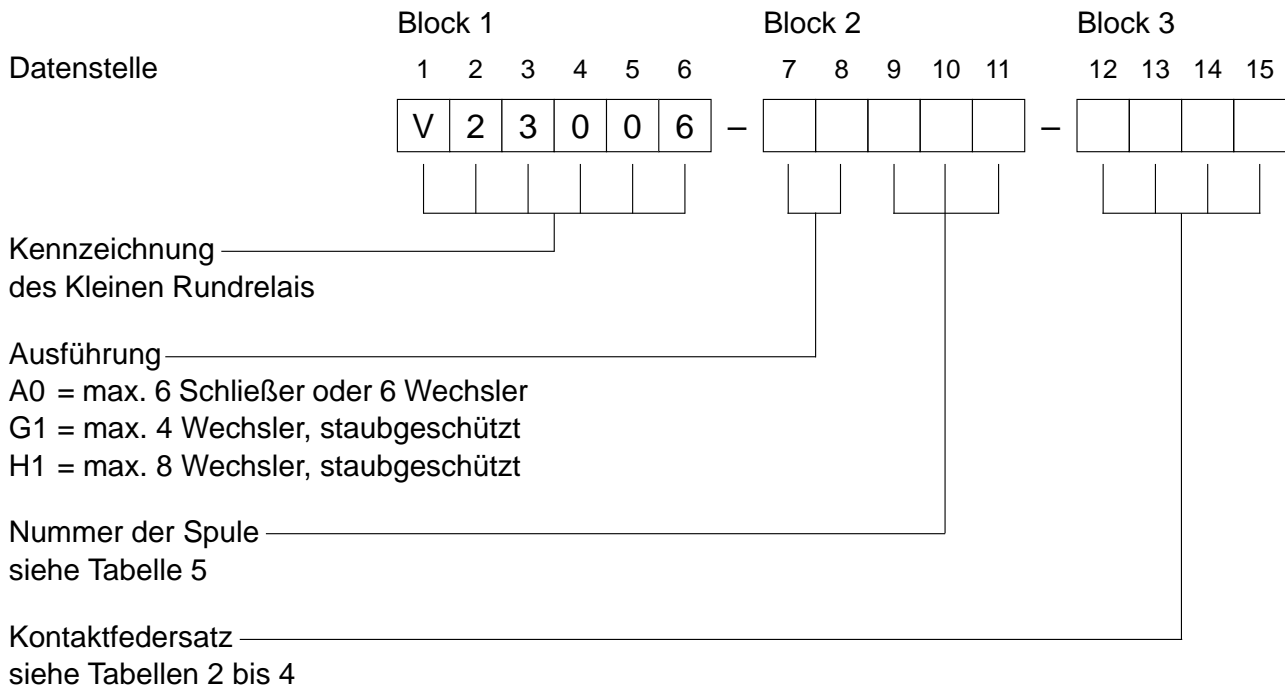 Block 1 Block 2 Block 3
Datenstelle 1 2 3 4 5 6 7 8 9 10 11 12 13 14 15
V 2 3 0 0 6 – –
Kennzeichnung
des Kleinen Rundrelais
Ausführung
A0 = max. 6 Schließer oder 6 Wechsler
G1 = max. 4 Wechsler, staubgeschützt
H1 = max. 8 Wechsler, staubgeschützt
Nummer der Spule
siehe Tabelle 5
Kontaktfedersatz
siehe Tabellen 2 bis 4